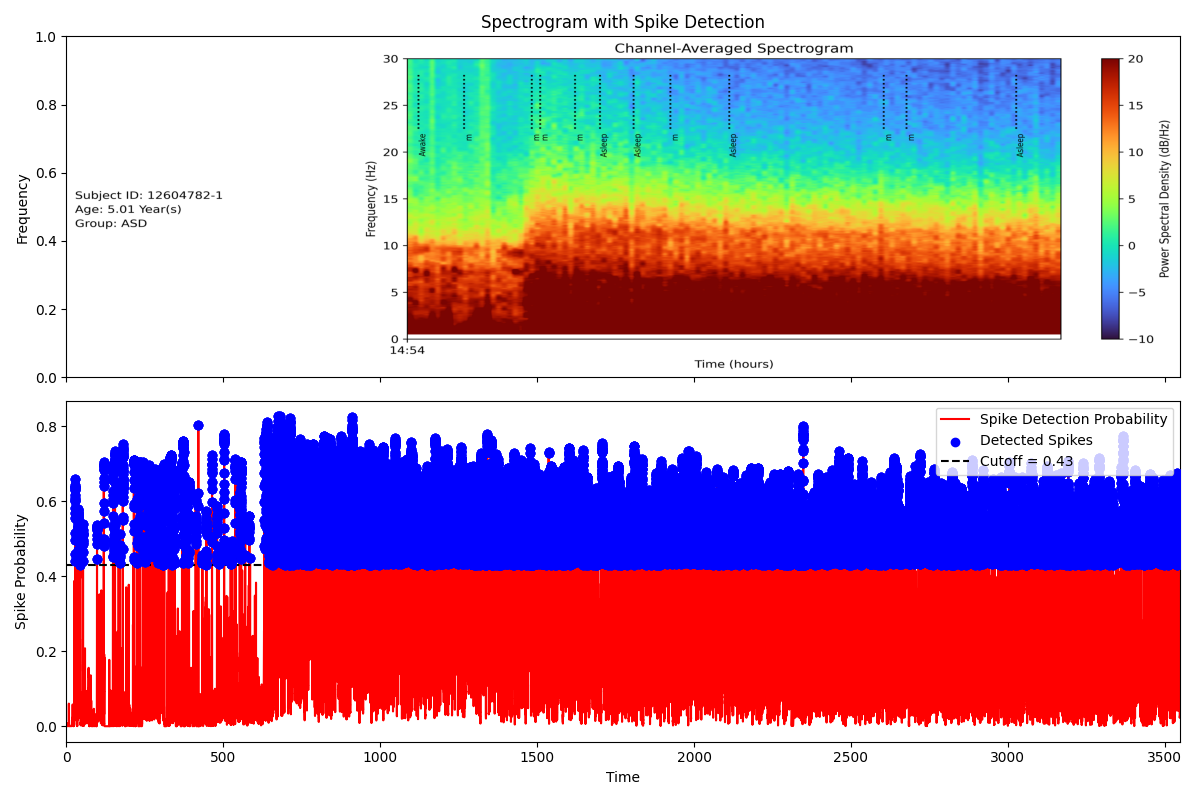 Spectrogram with Spike Detection
Channel-Averaged Spectrogram
Frequency
1.0
0.8
0.6
0.4
0.2
0.0
Subject ID: 12604782-1
Age: 5.01 Year(s)
Group: ASD
Frequency (Hz)
30
25
20
15
10
5
0
Awake
m
m
m
m
Asleep
Asleep
m
Asleep
m
m
Asleep
14:54
Time (hours)
20
15
10
5
0
−5
−10
Power Spectral Density (dB/Hz)
Spike Probability
0.8
0.6
0.4
0.2
0.0
Spike Detection Probability
Detected Spikes
Cutoff = 0.43
0 500 1000 1500 2000 2500 3000 3500
Time